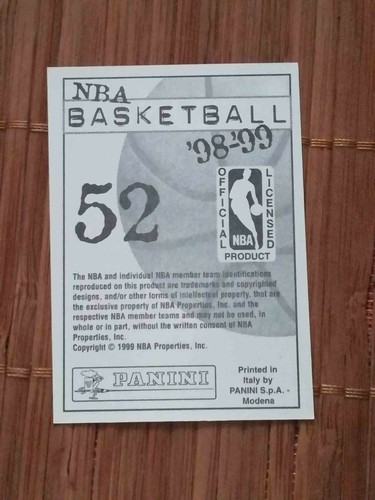 NBA
BASKETBALL
'98-'99
52
OFFICIAL
LICENSED
NBA
PRODUCT
The NBA and individual NBA member team identifications
reproduced on this product are trademarks and copyrighted
designs, and/or other forms of intellectual property, that are
the exclusive property of NBA Properties, Inc. and the
respective NBA member teams and may not be used, in
whole or in part, without the written consent of NBA
Properties, Inc.
Copyright © 1999 NBA Properties, Inc.
PANINI
Printed in
Italy by
PANINI S.p.A. -
Modena